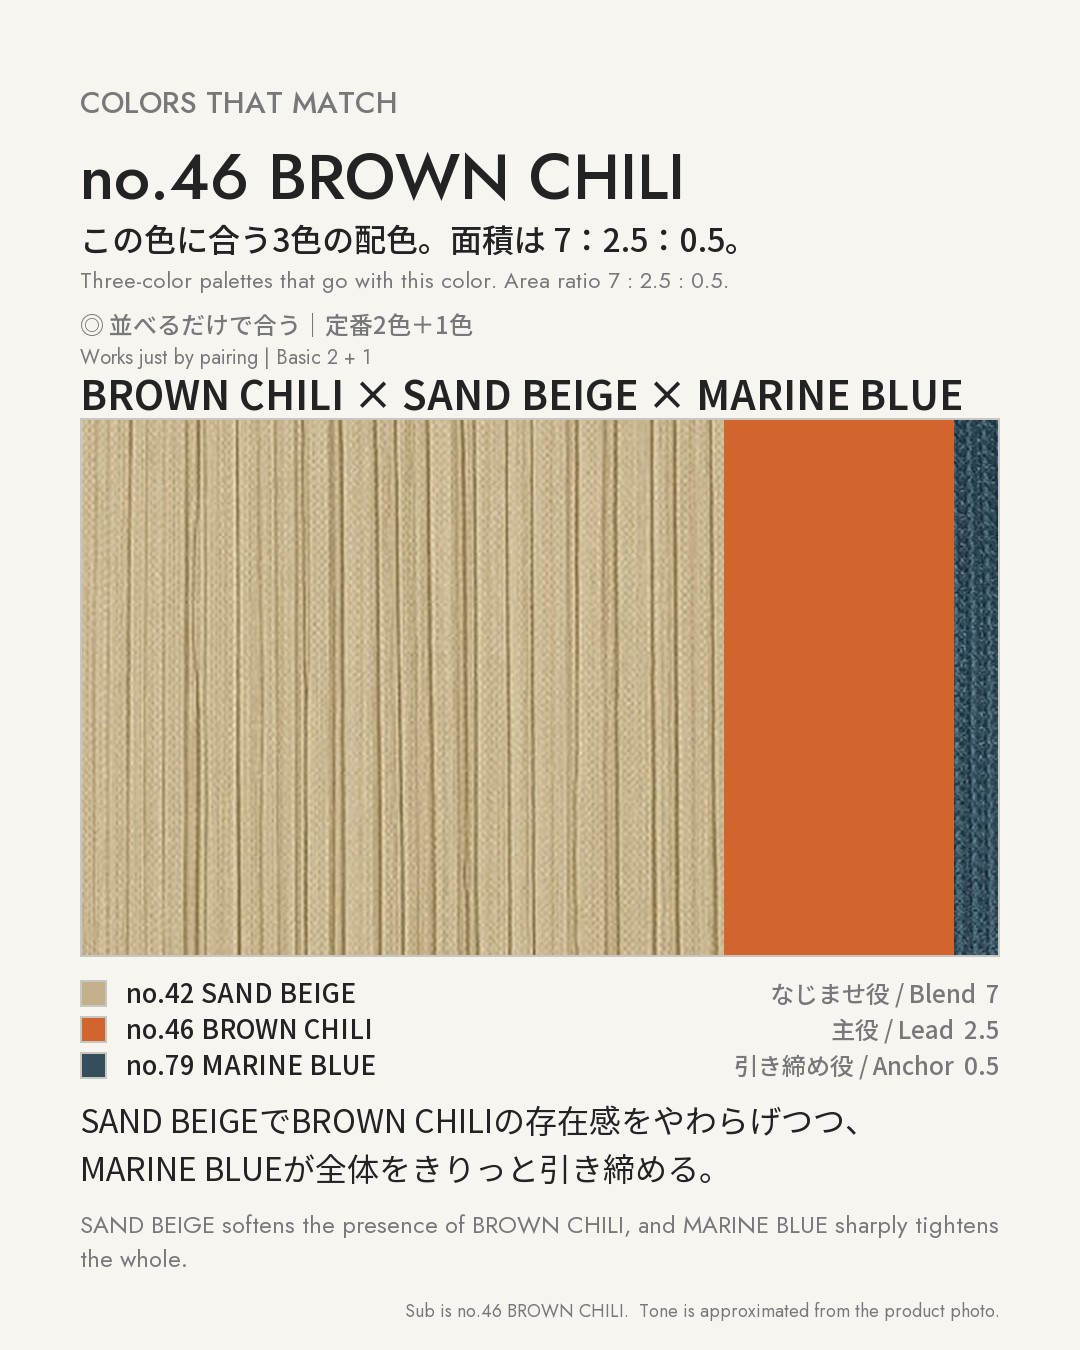 COLORS THAT MATCH
no.46 BROWN CHILI
この色に合う3色の配色。面積は 7：2.5：0.5。
Three-color palettes that go with this color. Area ratio 7 : 2.5 : 0.5.
◎ 並べるだけで合う｜定番2色＋1色
Works just by pairing | Basic 2 + 1
BROWN CHILI × SAND BEIGE × MARINE BLUE
no.42 SAND BEIGE なじませ役 / Blend 7
no.46 BROWN CHILI 主役 / Lead 2.5
no.79 MARINE BLUE 引き締め役 / Anchor 0.5
SAND BEIGEでBROWN CHILIの存在感をやわらげつつ、
MARINE BLUEが全体をきりっと引き締める。
SAND BEIGE softens the presence of BROWN CHILI, and MARINE BLUE sharply tightens
the whole.
Sub is no.46 BROWN CHILI. Tone is approximated from the product photo.